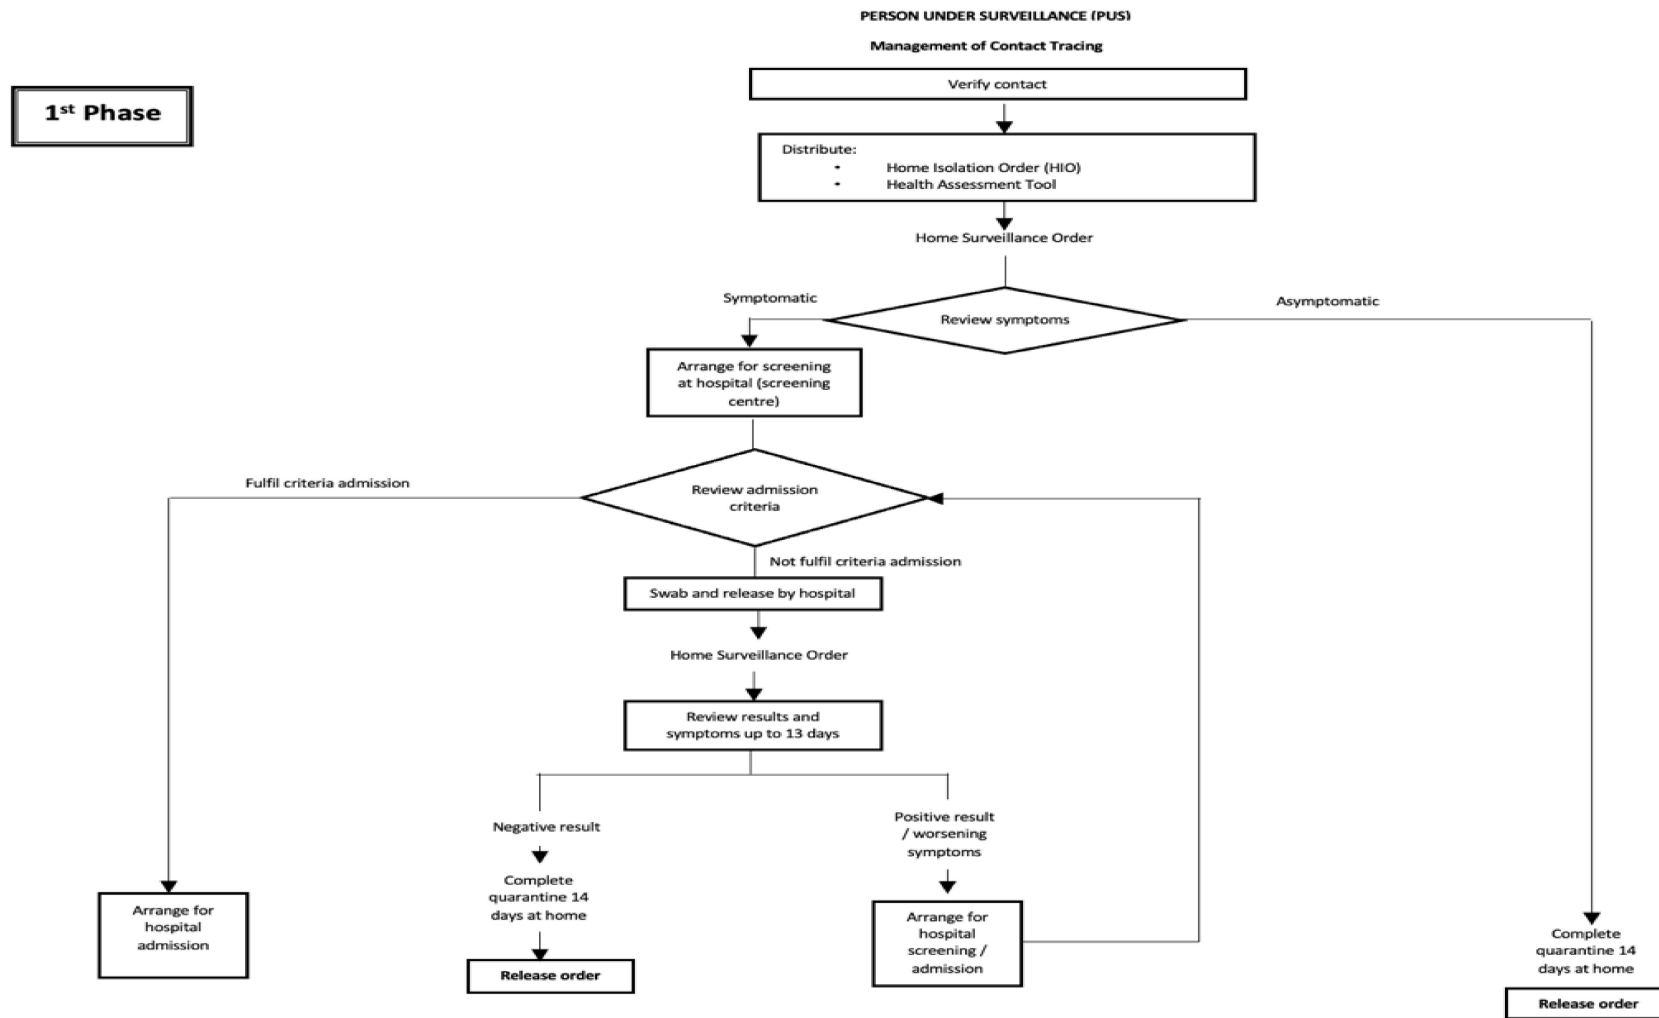 PERSON UNDER SURVEILLANCE (PUS)
Management of Contact Tracing
1st Phase
Verify contact
Distribute:
• Home Isolation Order (HIO)
• Health Assessment Tool
Home Surveillance Order
Symptomatic
Asymptomatic
Review symptoms
Arrange for screening
at hospital (screening
centre)
Fulfil criteria admission
Review admission
criteria
Not fulfil criteria admission
Swab and release by hospital
Home Surveillance Order
Review results and
symptoms up to 13 days
Negative result
Positive result
/ worsening
symptoms
Complete
quarantine 14
days at home
Arrange for
hospital
admission
Release order
Arrange for
hospital
screening /
admission
Complete
quarantine 14
days at home
Release order